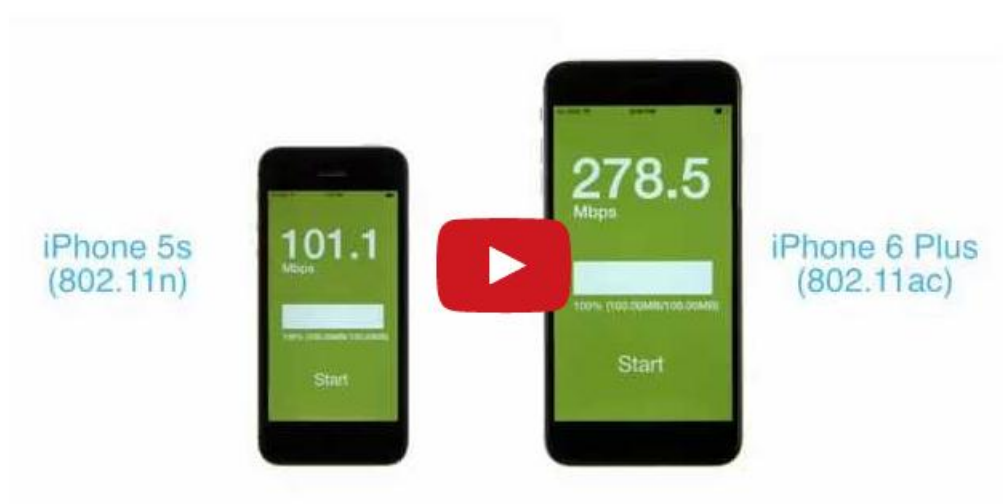 iPhone 5s
(802.11n)
101.1
Mbps
Start
278.5
Mbps
100% (100.00MB/100.00MB)
Start
iPhone 6 Plus
(802.11ac)